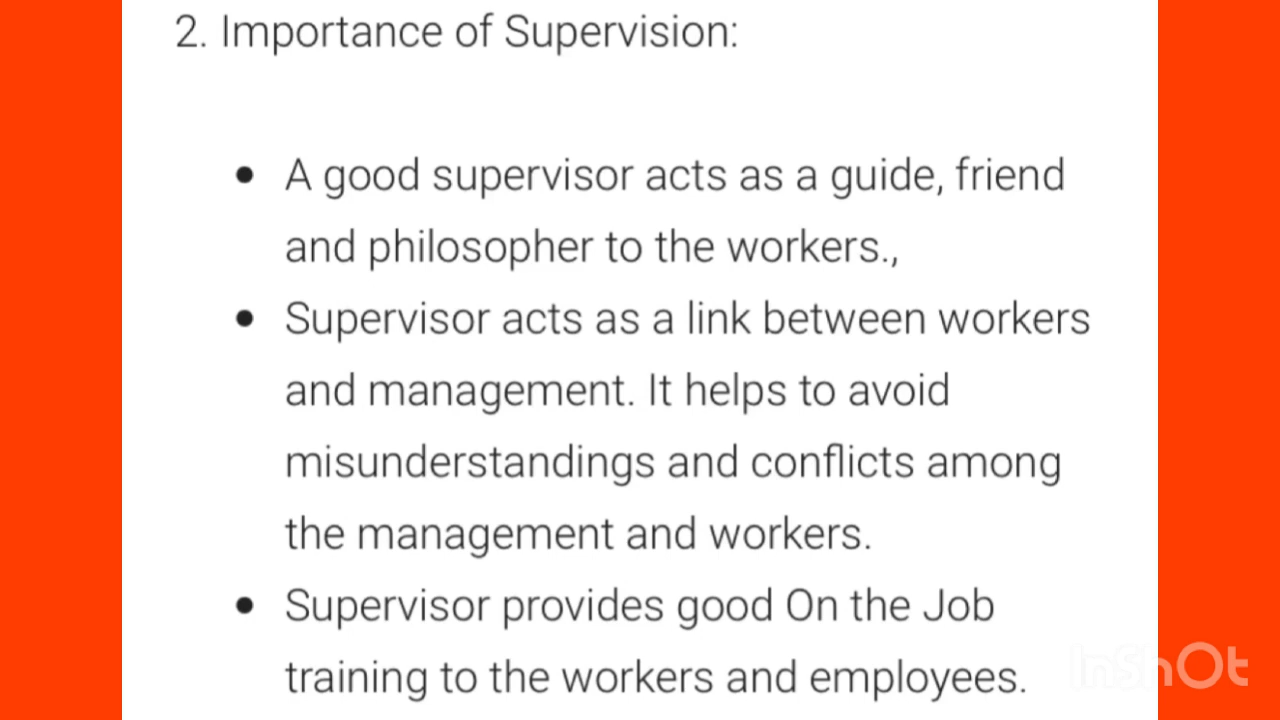 2. Importance of Supervision:
• A good supervisor acts as a guide, friend
and philosopher to the workers.,
• Supervisor acts as a link between workers
and management. It helps to avoid
misunderstandings and conflicts among
the management and workers.
• Supervisor provides good On the Job
training to the workers and employees.
InShOt